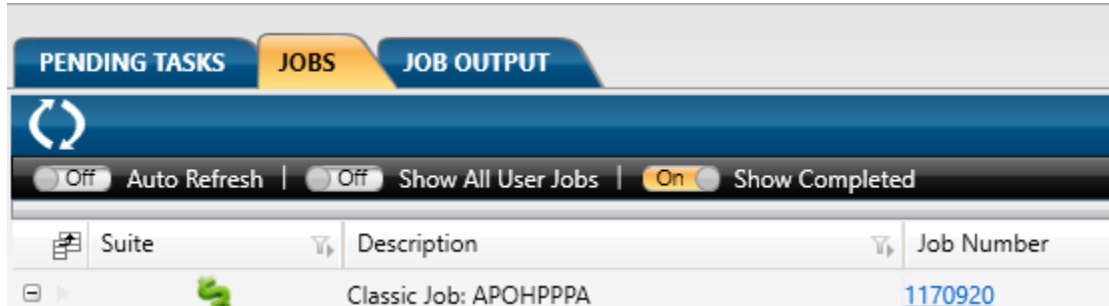 PENDING TASKS JOBS JOB OUTPUT
Off Auto Refresh | Off Show All User Jobs | On Show Completed
Suite Description Job Number
Classic Job: APOHPPPA 1170920